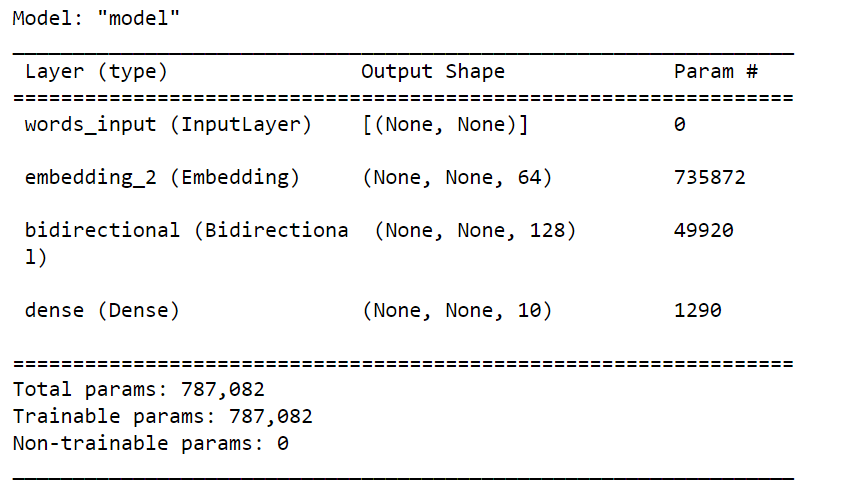 Model: "model"
Layer (type) Output Shape Param #
words_input (InputLayer) [(None, None)] 0
embedding_2 (Embedding) (None, None, 64) 735872
bidirectional (Bidirectiona (None, None, 128) 49920
l)
dense (Dense) (None, None, 10) 1290
Total params: 787,082
Trainable params: 787,082
Non-trainable params: 0